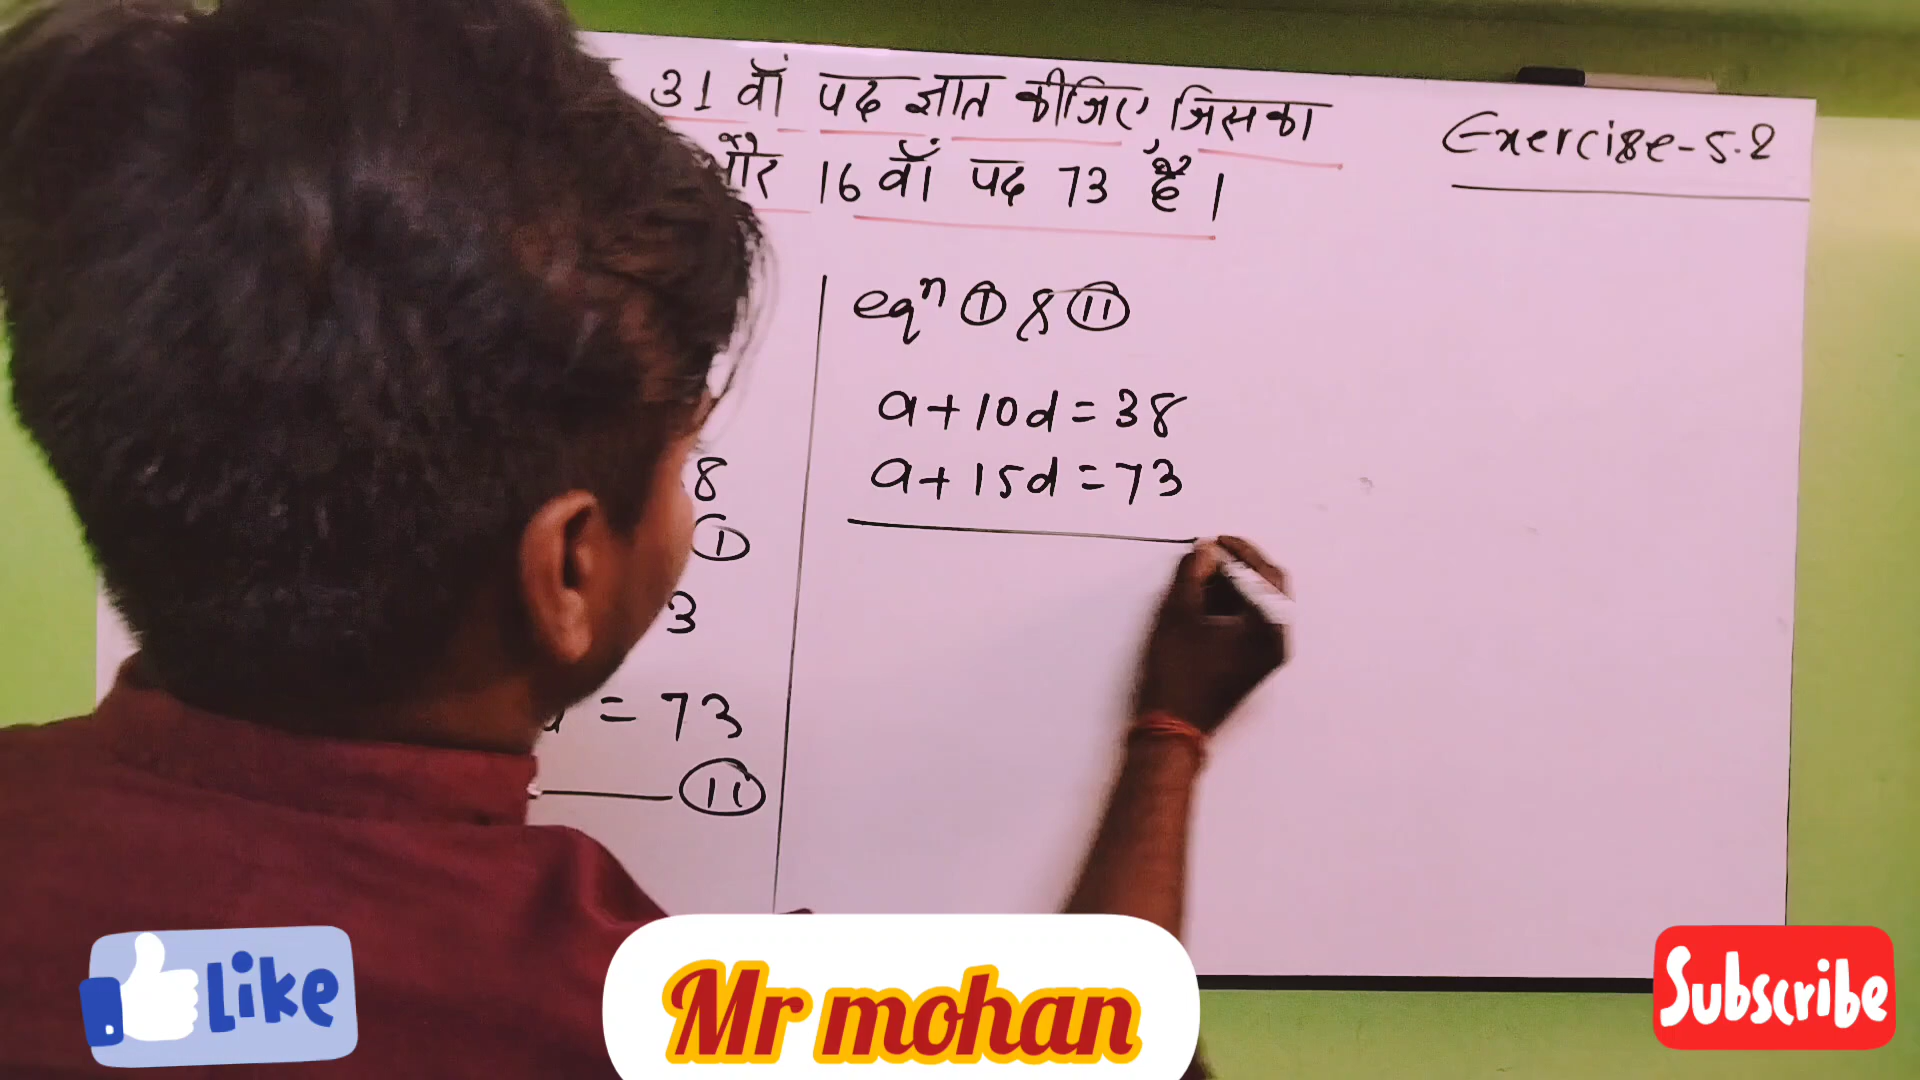 31 वाँ पद ज्ञात कीजिए, जिसका
और 16 वाँ पद 73 है।
Exercise-5.2
8
①
3
= 73
⑪
eqⁿ ① & ⑪
a+10d=38
a+15d=73
Like
Mr mohan
Subscribe